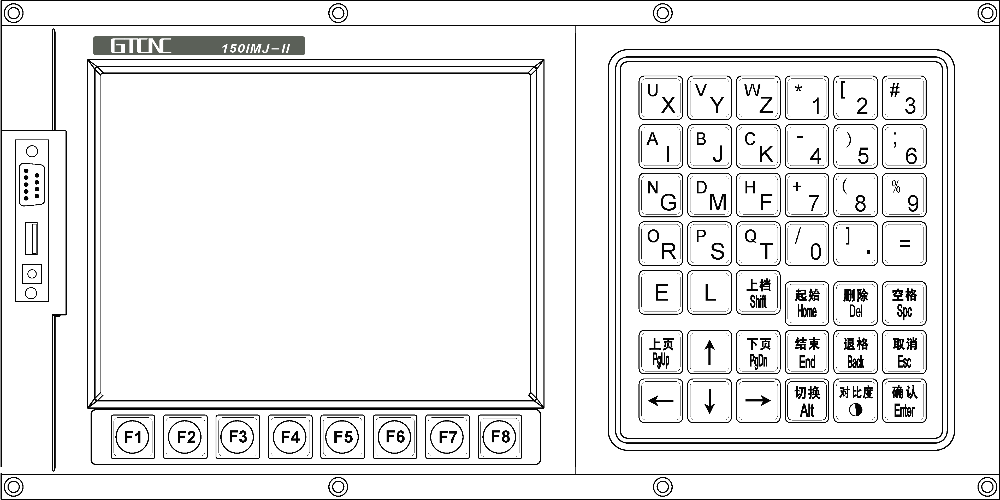 GTCNC 150iMJ-II
U X V Y W Z * 1 [ 2 # 3
A I B J C K - 4 ) 5 ; 6
N G D M H F + 7 ( 8 % 9
O R P S Q T / 0 ] . =
E L 上档 Shift
起始 Home 删除 Del 空格 Spc
上页 PgUp ↑ 下页 PgDn 结束 End 退格 Back 取消 Esc
← ↓ → 切换 Alt 对比度 确认 Enter
F1 F2 F3 F4 F5 F6 F7 F8